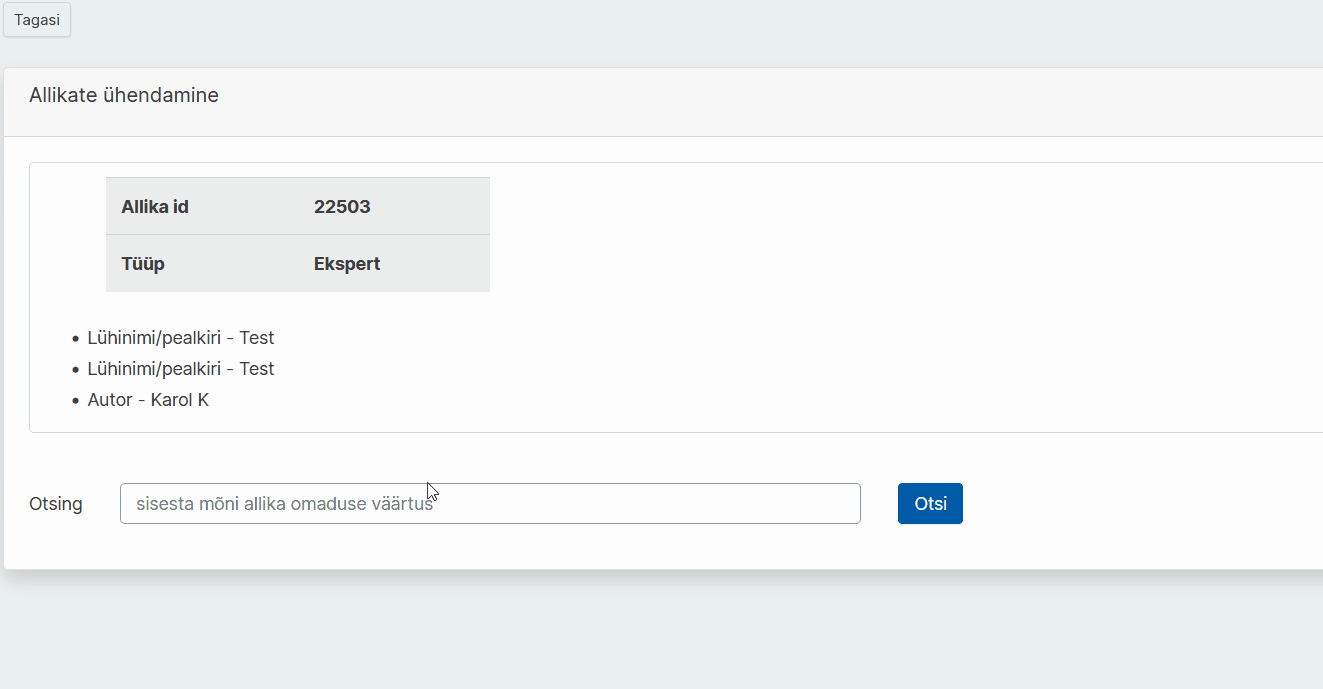 Tagasi
Allikate ühendamine
Allika id 22503
Tüüp Ekspert
Lühinimi/pealkiri - Test
Lühinimi/pealkiri - Test
Autor - Karol K
Otsing sisesta mõni allika omaduse väärtus Otsi